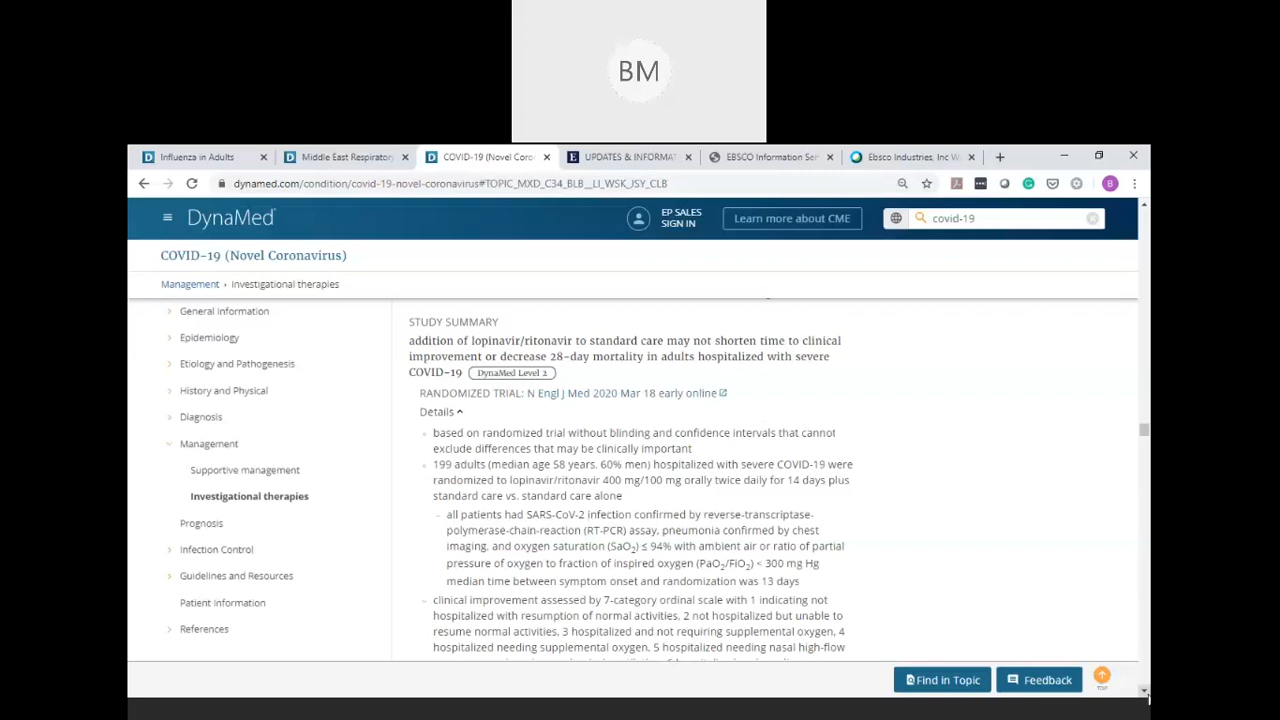 BM
Influenza in Adults
Middle East Respiratory
COVID-19 (Novel Coro
UPDATES & INFORMAT
EBSCO Information Ser
Ebsco Industries, Inc W
dynamed.com/condition/covid-19-novel-coronavirus#TOPIC_MXD_C34_BLB__LI_WSK_JSY_CLB
B
DynaMed
EP SALES
SIGN IN
Learn more about CME
covid-19
COVID-19 (Novel Coronavirus)
Management › Investigational therapies
General Information
Epidemiology
Etiology and Pathogenesis
History and Physical
Diagnosis
Management
Supportive management
Investigational therapies
Prognosis
Infection Control
Guidelines and Resources
Patient Information
References
STUDY SUMMARY
addition of lopinavir/ritonavir to standard care may not shorten time to clinical
improvement or decrease 28-day mortality in adults hospitalized with severe
COVID-19 DynaMed Level 2
RANDOMIZED TRIAL: N Engl J Med 2020 Mar 18 early online
Details
based on randomized trial without blinding and confidence intervals that cannot
exclude differences that may be clinically important
199 adults (median age 58 years, 60% men) hospitalized with severe COVID-19 were
randomized to lopinavir/ritonavir 400 mg/100 mg orally twice daily for 14 days plus
standard care vs. standard care alone
all patients had SARS-CoV-2 infection confirmed by reverse-transcriptase-
polymerase-chain-reaction (RT-PCR) assay, pneumonia confirmed by chest
imaging, and oxygen saturation (SaO2) ≤ 94% with ambient air or ratio of partial
pressure of oxygen to fraction of inspired oxygen (PaO2/FiO2) < 300 mg Hg
median time between symptom onset and randomization was 13 days
clinical improvement assessed by 7-category ordinal scale with 1 indicating not
hospitalized with resumption of normal activities, 2 not hospitalized but unable to
resume normal activities, 3 hospitalized and not requiring supplemental oxygen, 4
hospitalized needing supplemental oxygen, 5 hospitalized needing nasal high-flow
Find in Topic
Feedback
TOP